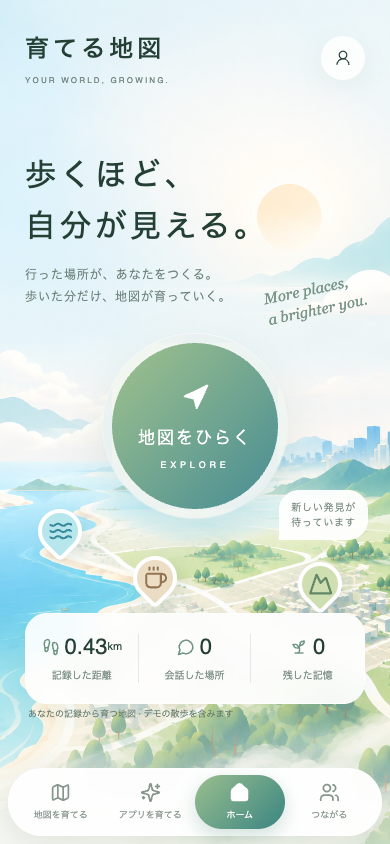 育てる地図
YOUR WORLD, GROWING.
歩くほど、
自分が見える。
行った場所が、あなたをつくる。
歩いた分だけ、地図が育っていく。
More places,
a brighter you.
地図をひらく
EXPLORE
新しい発見が
待っています
0.43km
記録した距離
0
会話した場所
0
残した記憶
あなたの記録から育つ地図・デモの散歩を含みます
地図を育てる
アプリを育てる
ホーム
つながる